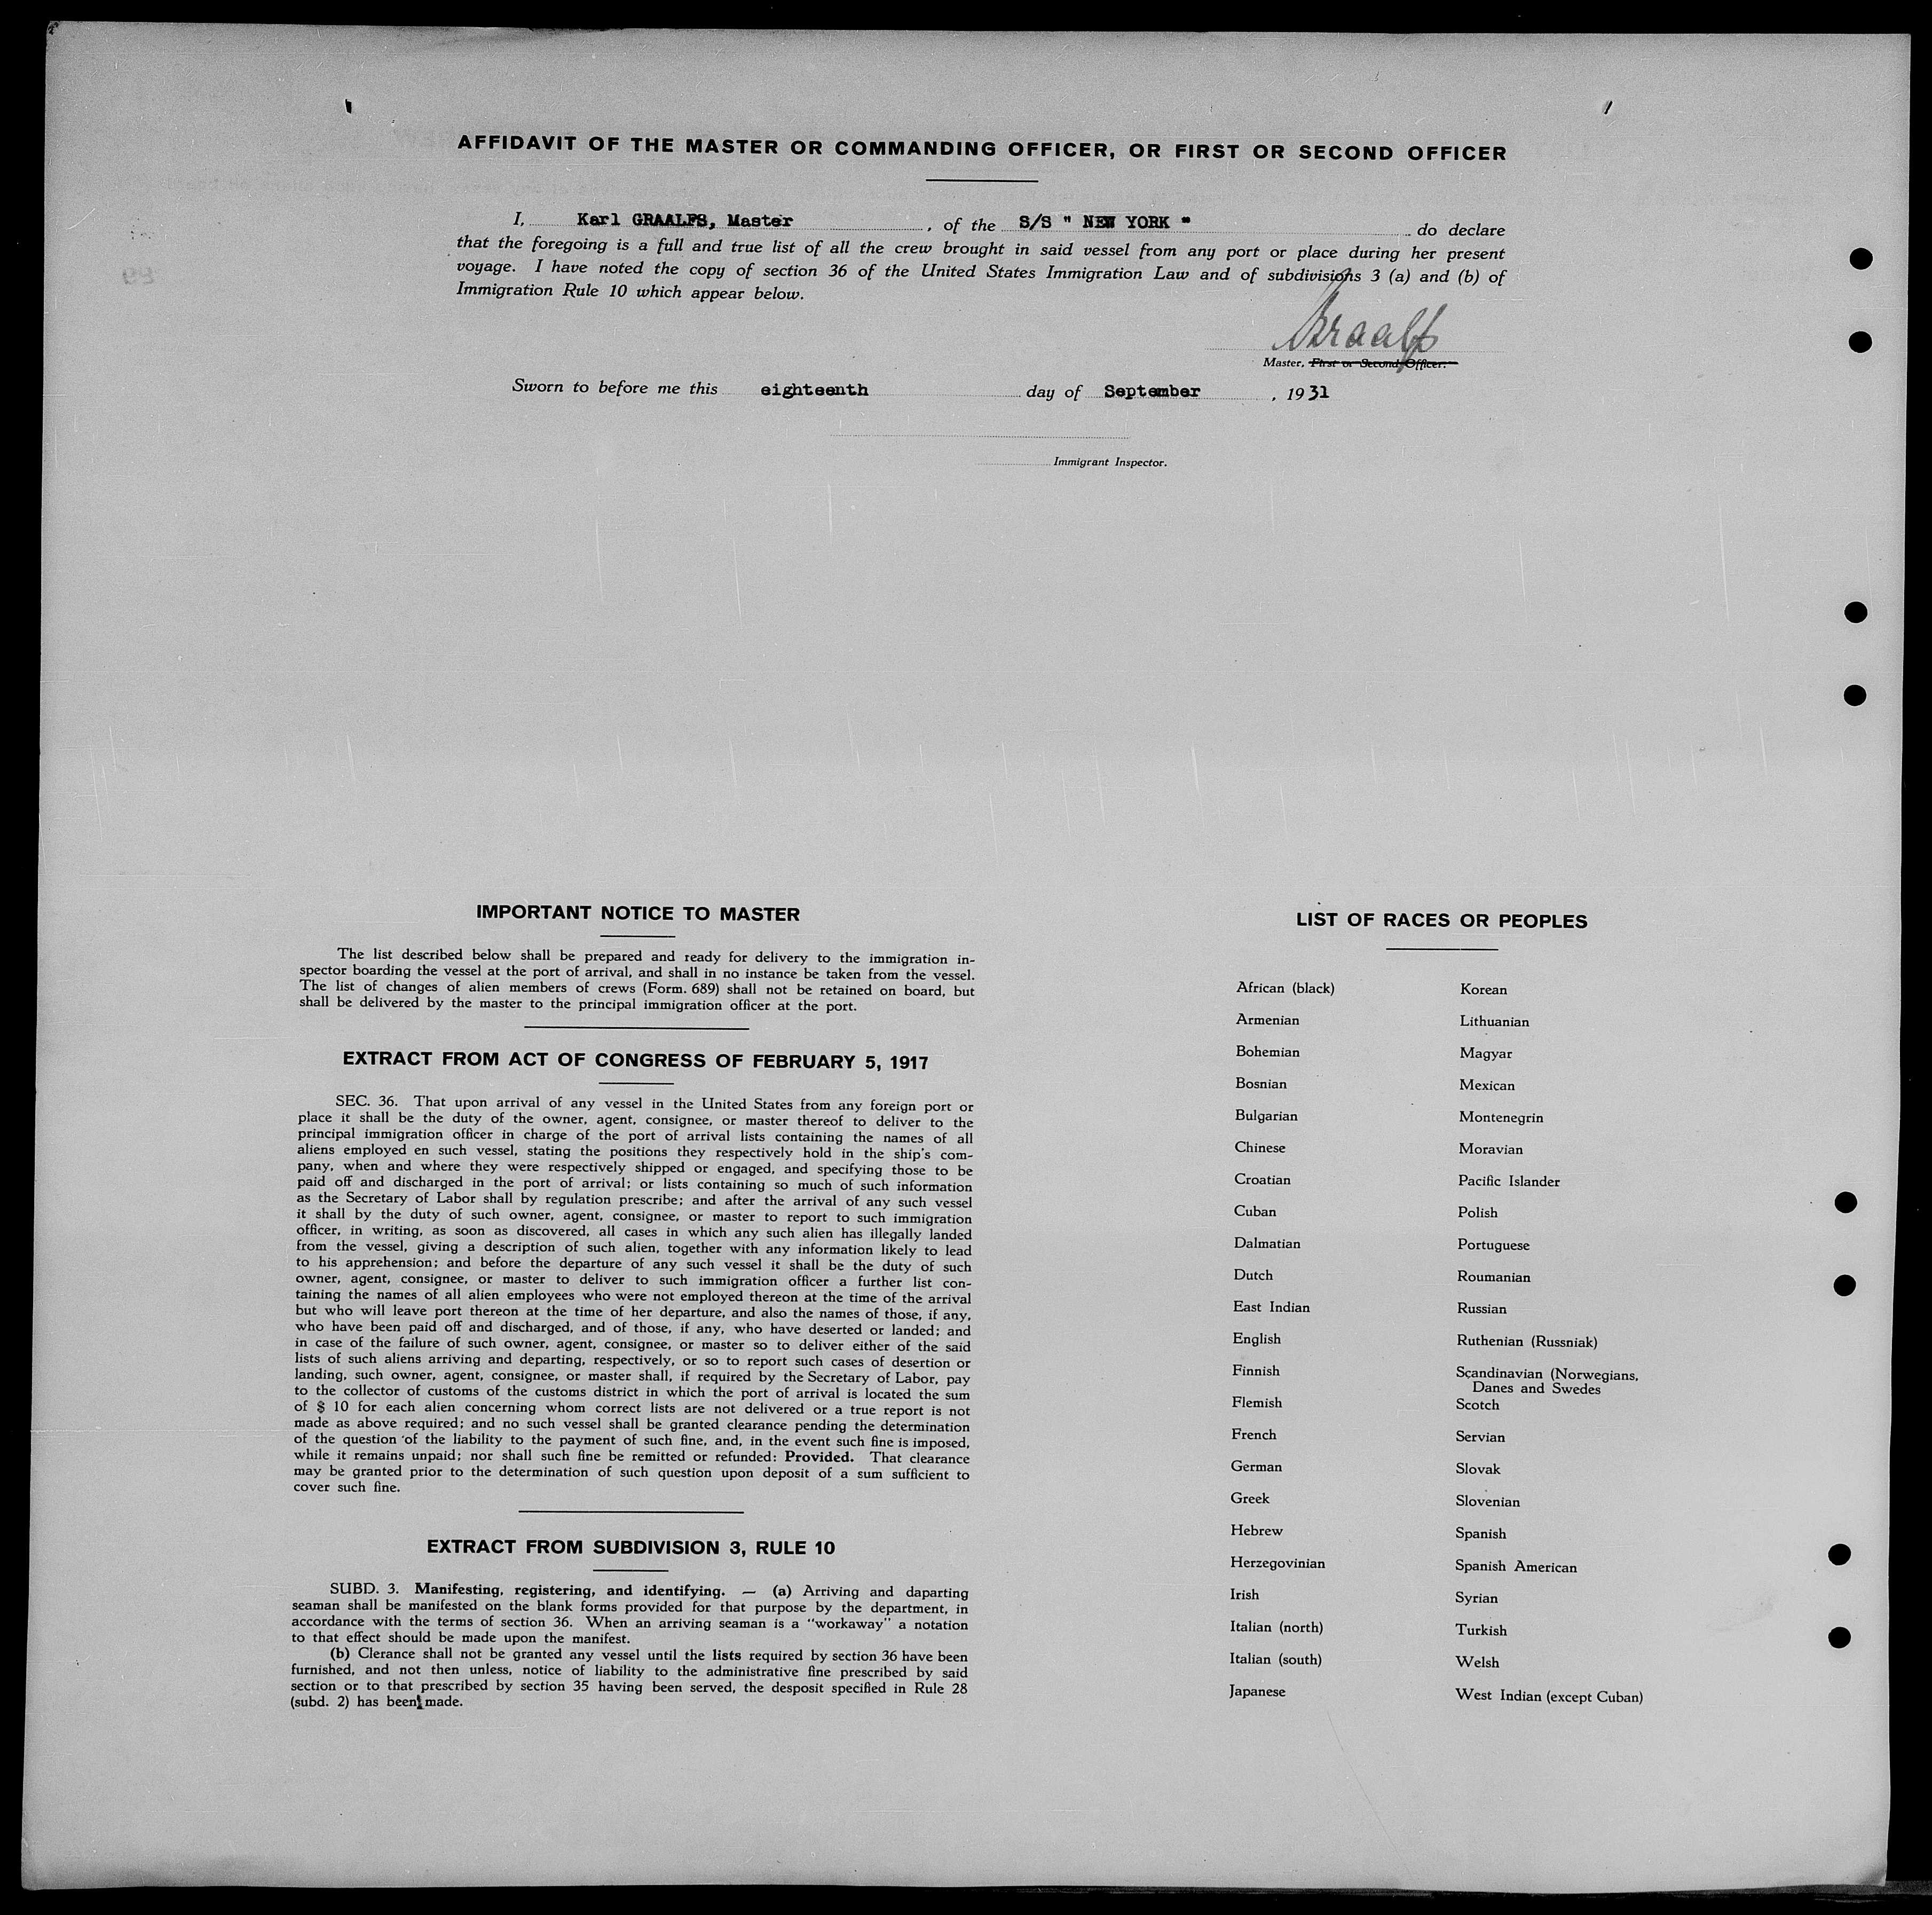 AFFIDAVIT OF THE MASTER OR COMMANDING OFFICER, OR FIRST OR SECOND OFFICER
I, Karl GRAALFS, Master , of the S/S " NEW YORK " do declare
that the foregoing is a full and true list of all the crew brought in said vessel from any port or place during her present
voyage. I have noted the copy of section 36 of the United States Immigration Law and of subdivisions 3 (a) and (b) of
Immigration Rule 10 which appear below.
Graalfs
Master, First or Second Officer.
Sworn to before me this eighteenth day of September , 1931
Immigrant Inspector.
IMPORTANT NOTICE TO MASTER
The list described below shall be prepared and ready for delivery to the immigration in-
spector boarding the vessel at the port of arrival, and shall in no instance be taken from the vessel.
The list of changes of alien members of crews (Form. 689) shall not be retained on board, but
shall be delivered by the master to the principal immigration officer at the port.
EXTRACT FROM ACT OF CONGRESS OF FEBRUARY 5, 1917
SEC. 36. That upon arrival of any vessel in the United States from any foreign port or
place it shall be the duty of the owner, agent, consignee, or master thereof to deliver to the
principal immigration officer in charge of the port of arrival lists containing the names of all
aliens employed en such vessel, stating the positions they respectively hold in the ship's com-
pany, when and where they were respectively shipped or engaged, and specifying those to be
paid off and discharged in the port of arrival; or lists containing so much of such information
as the Secretary of Labor shall by regulation prescribe; and after the arrival of any such vessel
it shall by the duty of such owner, agent, consignee, or master to report to such immigration
officer, in writing, as soon as discovered, all cases in which any such alien has illegally landed
from the vessel, giving a description of such alien, together with any information likely to lead
to his apprehension; and before the departure of any such vessel it shall be the duty of such
owner, agent, consignee, or master to deliver to such immigration officer a further list con-
taining the names of all alien employees who were not employed thereon at the time of the arrival
but who will leave port thereon at the time of her departure, and also the names of those, if any,
who have been paid off and discharged, and of those, if any, who have deserted or landed; and
in case of the failure of such owner, agent, consignee, or master so to deliver either of the said
lists of such aliens arriving and departing, respectively, or so to report such cases of desertion or
landing, such owner, agent, consignee, or master shall, if required by the Secretary of Labor, pay
to the collector of customs of the customs district in which the port of arrival is located the sum
of $ 10 for each alien concerning whom correct lists are not delivered or a true report is not
made as above required; and no such vessel shall be granted clearance pending the determination
of the question of the liability to the payment of such fine, and, in the event such fine is imposed,
while it remains unpaid; nor shall such fine be remitted or refunded: Provided. That clearance
may be granted prior to the determination of such question upon deposit of a sum sufficient to
cover such fine.
EXTRACT FROM SUBDIVISION 3, RULE 10
SUBD. 3. Manifesting, registering, and identifying. — (a) Arriving and daparting
seaman shall be manifested on the blank forms provided for that purpose by the department, in
accordance with the terms of section 36. When an arriving seaman is a "workaway" a notation
to that effect should be made upon the manifest.
(b) Clerance shall not be granted any vessel until the lists required by section 36 have been
furnished, and not then unless, notice of liability to the administrative fine prescribed by said
section or to that prescribed by section 35 having been served, the desposit specified in Rule 28
(subd. 2) has been made.
LIST OF RACES OR PEOPLES
African (black)
Armenian
Bohemian
Bosnian
Bulgarian
Chinese
Croatian
Cuban
Dalmatian
Dutch
East Indian
English
Finnish
Flemish
French
German
Greek
Hebrew
Herzegovinian
Irish
Italian (north)
Italian (south)
Japanese
Korean
Lithuanian
Magyar
Mexican
Montenegrin
Moravian
Pacific Islander
Polish
Portuguese
Roumanian
Russian
Ruthenian (Russniak)
Scandinavian (Norwegians,
Danes and Swedes
Scotch
Servian
Slovak
Slovenian
Spanish
Spanish American
Syrian
Turkish
Welsh
West Indian (except Cuban)